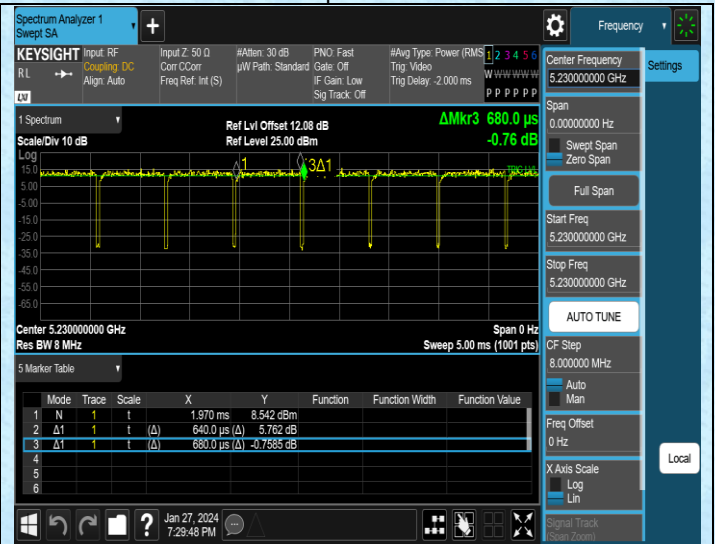 Spectrum Analyzer 1
Swept SA
+
Frequency
KEYSIGHT
RL
LXI
Input: RF
Coupling: DC
Align: Auto
Input Z: 50 Ω
Corr CCorr
Freq Ref: Int (S)
#Atten: 30 dB
µW Path: Standard
PNO: Fast
Gate: Off
IF Gain: Low
Sig Track: Off
#Avg Type: Power (RMS
Trig: Video
Trig Delay: -2.000 ms
1 2 3 4 5 6
W W W W W W
P P P P P P
Center Frequency
5.230000000 GHz
Settings
Span
0.00000000 Hz
Swept Span
Zero Span
Full Span
Start Freq
5.230000000 GHz
Stop Freq
5.230000000 GHz
AUTO TUNE
CF Step
8.000000 MHz
Auto
Man
Freq Offset
0 Hz
X Axis Scale
Log
Lin
Signal Track
(Span Zoom)
Local
1 Spectrum
Scale/Div 10 dB
Ref Lvl Offset 12.08 dB
Ref Level 25.00 dBm
ΔMkr3 680.0 µs
-0.76 dB
Log
15.0
5.00
-5.00
-15.0
-25.0
-35.0
-45.0
-55.0
-65.0
1
3Δ1
Center 5.230000000 GHz
Res BW 8 MHz
Span 0 Hz
Sweep 5.00 ms (1001 pts)
5 Marker Table
Mode Trace Scale X Y Function Function Width Function Value
1 N 1 t 1.970 ms 8.542 dBm
2 Δ1 1 t (Δ) 640.0 µs (Δ) 5.762 dB
3 Δ1 1 t (Δ) 680.0 µs (Δ) -0.7585 dB
4
5
6
?
Jan 27, 2024
7:29:48 PM